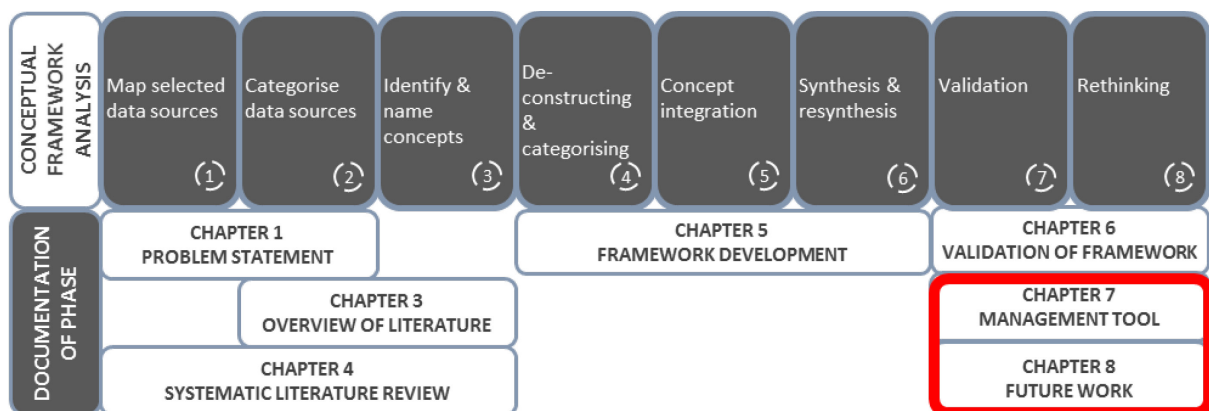 CONCEPTUAL
FRAMEWORK
ANALYSIS
Map selected
data sources
1
Categorise
data sources
2
Identify &
name
concepts
3
De-
constructing
&
categorising
4
Concept
integration
5
Synthesis &
resynthesis
6
Validation
7
Rethinking
8
DOCUMENTATION
OF PHASE
CHAPTER 1
PROBLEM STATEMENT
CHAPTER 5
FRAMEWORK DEVELOPMENT
CHAPTER 6
VALIDATION OF FRAMEWORK
CHAPTER 3
OVERVIEW OF LITERATURE
CHAPTER 7
MANAGEMENT TOOL
CHAPTER 4
SYSTEMATIC LITERATURE REVIEW
CHAPTER 8
FUTURE WORK